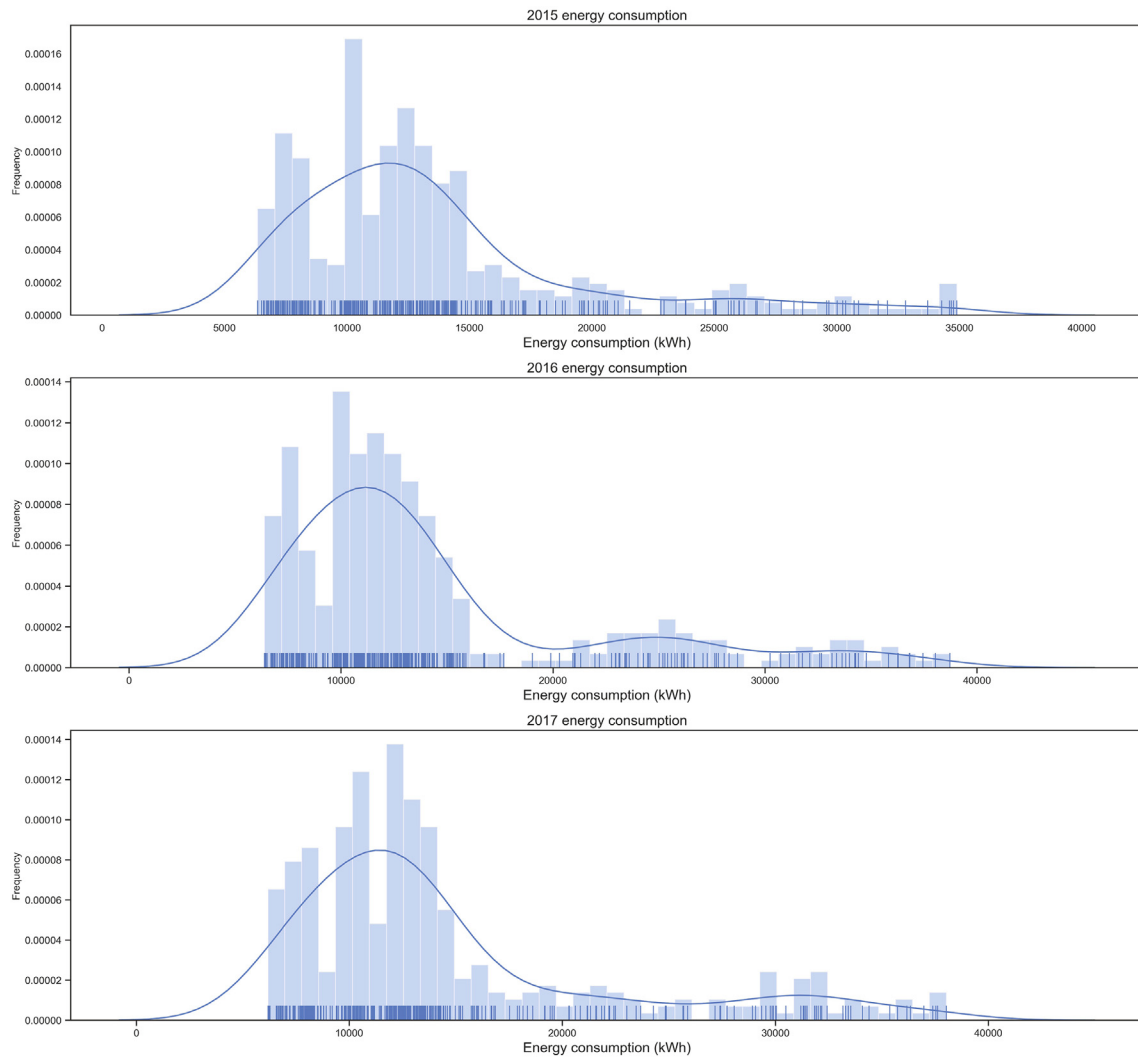 2015 energy consumption
0.00016
0.00014
0.00012
0.00010
0.00008
0.00006
0.00004
0.00002
0.00000
Frequency
0 5000 10000 15000 20000 25000 30000 35000 40000
Energy consumption (kWh)
2016 energy consumption
0.00014
0.00012
0.00010
0.00008
0.00006
0.00004
0.00002
0.00000
Frequency
0 10000 20000 30000 40000
Energy consumption (kWh)
2017 energy consumption
0.00014
0.00012
0.00010
0.00008
0.00006
0.00004
0.00002
0.00000
Frequency
0 10000 20000 30000 40000
Energy consumption (kWh)